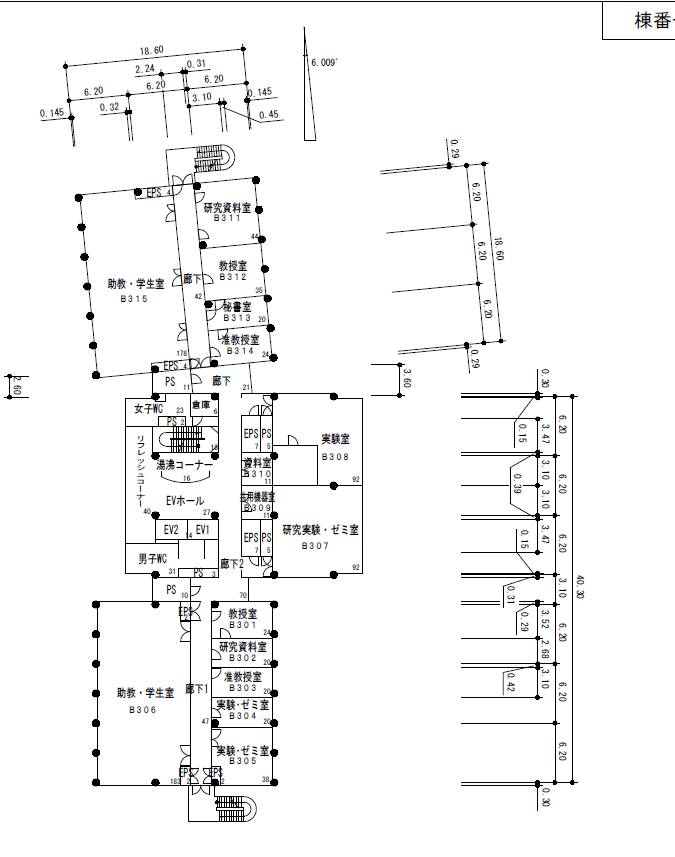 棟番
18.60
2.24
0.31
6.009°
6.20
6.20
6.20
3.10
0.145
0.32
0.145
0.45
0.29
6.20
18.60
6.20
6.20
0.29
EPS 4
研究資料室
B311
44
助教・学生室
B315
廊下
42
教授室
B312
35
秘書室
B313
20
准教授室
B314
24
178
EPS 4
PS
11
廊下
21
2.60
3.60
女子WC
23
倉庫
6
PS 2
リフレッシュコーナー
18
湯沸コーナー
16
EVホール
40
27
EV2
EV1
14
男子WC
31
PS 3
廊下2
EPS
PS
7
5
資料室
B310
11
共用機器室
B309
11
EPS
PS
7
5
実験室
B308
92
研究実験・ゼミ室
B307
92
PS
10
70
EPS
助教・学生室
B306
廊下1
47
教授室
B301
24
研究資料室
B302
20
准教授室
B303
20
実験・ゼミ室
B304
20
実験・ゼミ室
B305
38
183
EPS
2
EPS
2
0.30
6.20
0.15
3.47
3.10
0.39
6.20
3.10
3.47
0.15
6.20
40.30
0.31
3.10
0.29
3.52
6.20
2.68
0.42
3.10
6.20
6.20
0.30